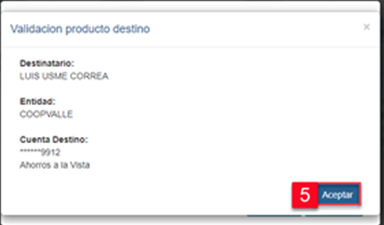 Validacion producto destino ×
Destinatario:
LUIS USME CORREA
Entidad:
COOPVALLE
Cuenta Destino:
******9912
Ahorros a la Vista
5 Aceptar